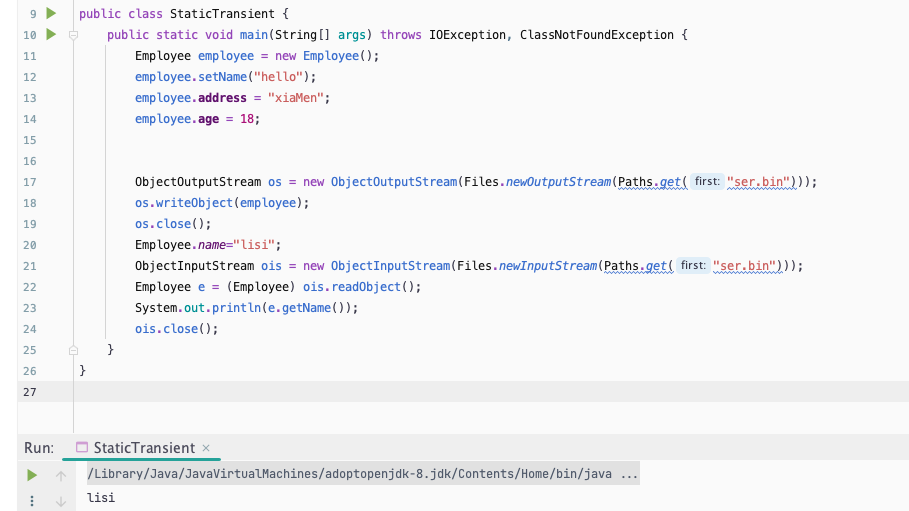 9 public class StaticTransient {
10 public static void main(String[] args) throws IOException, ClassNotFoundException {
11 Employee employee = new Employee();
12 employee.setName("hello");
13 employee.address = "xiaMen";
14 employee.age = 18;
15
16
17 ObjectOutputStream os = new ObjectOutputStream(Files.newOutputStream(Paths.get( first: "ser.bin")));
18 os.writeObject(employee);
19 os.close();
20 Employee.name="lisi";
21 ObjectInputStream ois = new ObjectInputStream(Files.newInputStream(Paths.get( first: "ser.bin")));
22 Employee e = (Employee) ois.readObject();
23 System.out.println(e.getName());
24 ois.close();
25 }
26 }
27
Run: StaticTransient ×
/Library/Java/JavaVirtualMachines/adoptopenjdk-8.jdk/Contents/Home/bin/java ...
lisi